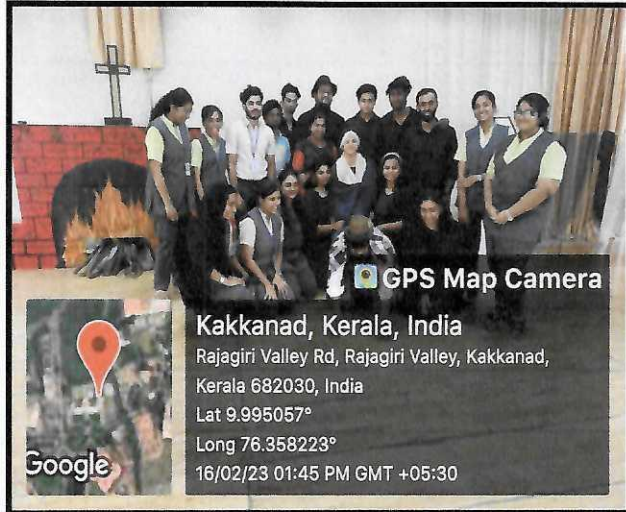 GPS Map Camera
Kakkanad, Kerala, India
Rajagiri Valley Rd, Rajagiri Valley, Kakkanad,
Kerala 682030, India
Lat 9.995057°
Long 76.358223°
16/02/23 01:45 PM GMT +05:30
Google